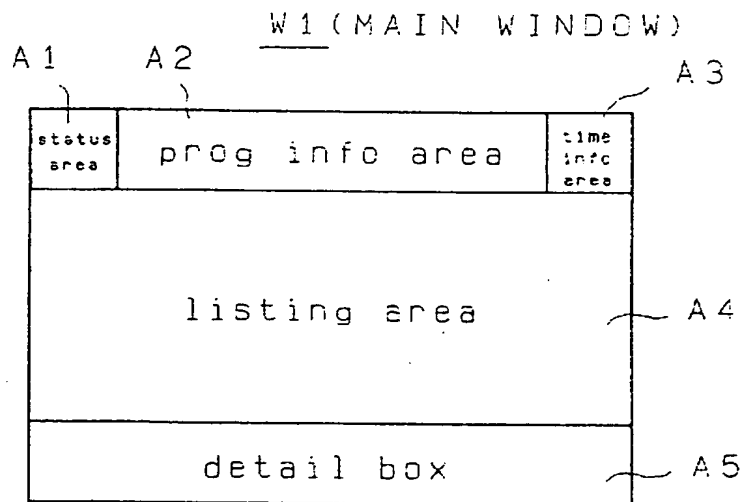 W1(MAIN WINDOW)
A1 A2 A3
status
area
prog info area
time
info
area
listing area
A4
detail box
A5